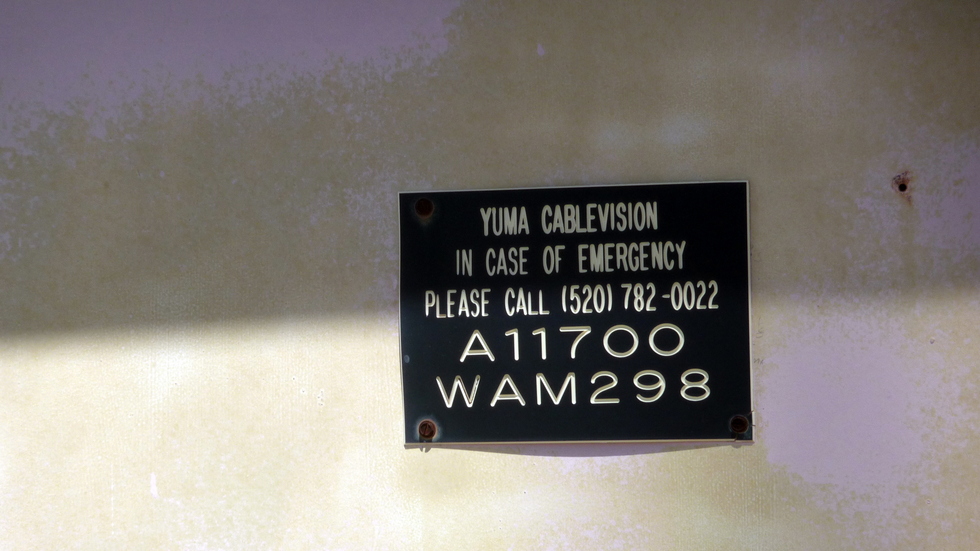 YUMA CABLEVISION
IN CASE OF EMERGENCY
PLEASE CALL (520) 782-0022
A11700
WAM298